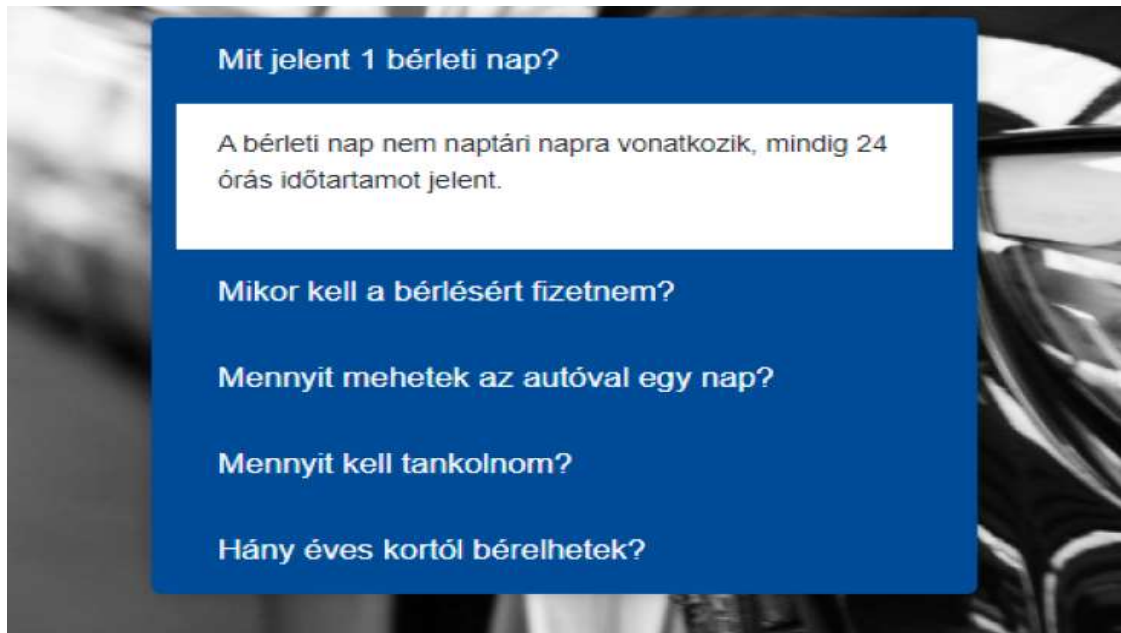 Mit jelent 1 bérleti nap?
A bérleti nap nem naptári napra vonatkozik, mindig 24
órás időtartamot jelent.
Mikor kell a bérlésért fizetnem?
Mennyit mehetek az autóval egy nap?
Mennyit kell tankolnom?
Hány éves kortól bérelhetek?